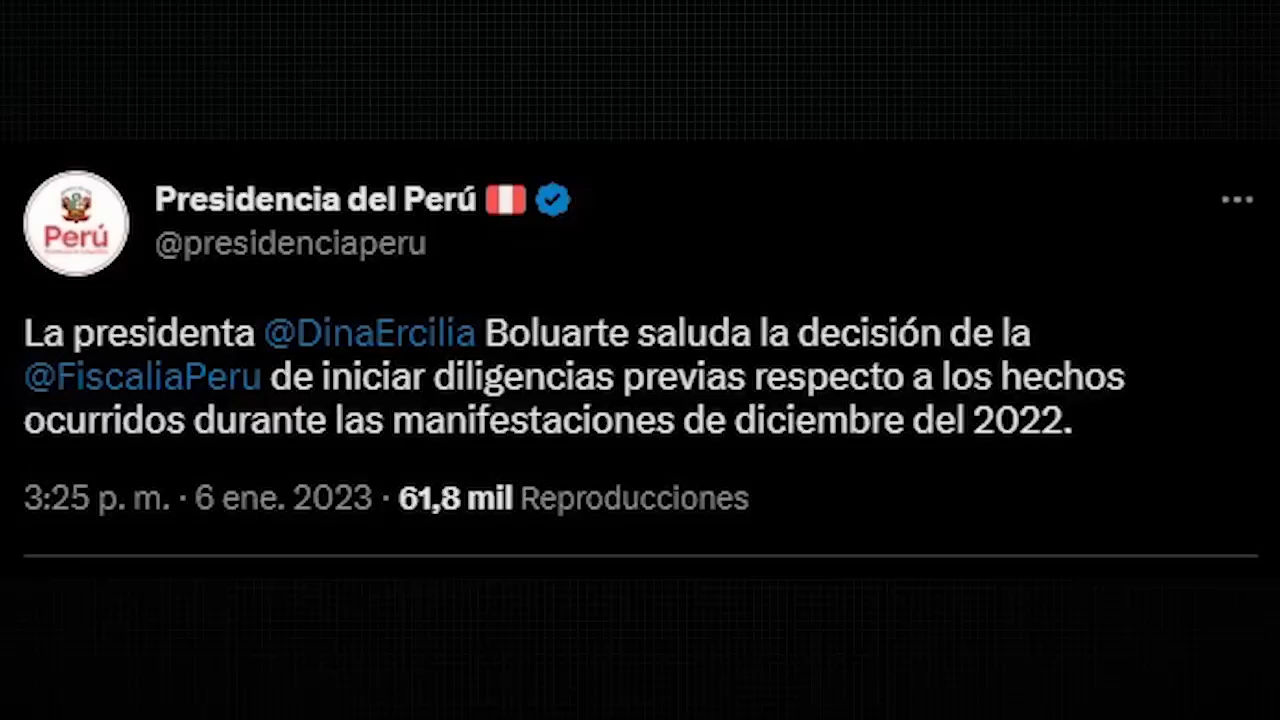 Presidencia del Perú
@presidenciaperu
Perú
La presidenta @DinaErcilia Boluarte saluda la decisión de la
@FiscaliaPeru de iniciar diligencias previas respecto a los hechos
ocurridos durante las manifestaciones de diciembre del 2022.
3:25 p. m. · 6 ene. 2023 · 61,8 mil Reproducciones